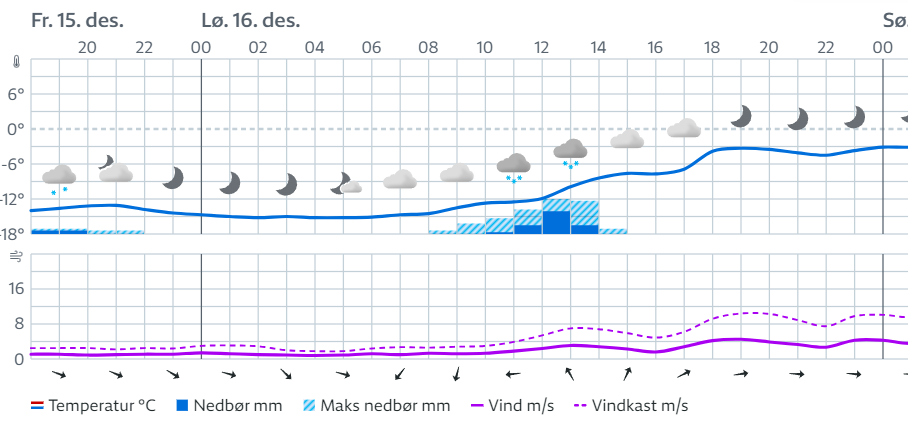 Fr. 15. des.
Lø. 16. des.
Sø.
20 22 00 02 04 06 08 10 12 14 16 18 20 22 00
6°
0°
-6°
-12°
-18°
16
8
0
Temperatur °C Nedbør mm Maks nedbør mm Vind m/s Vindkast m/s